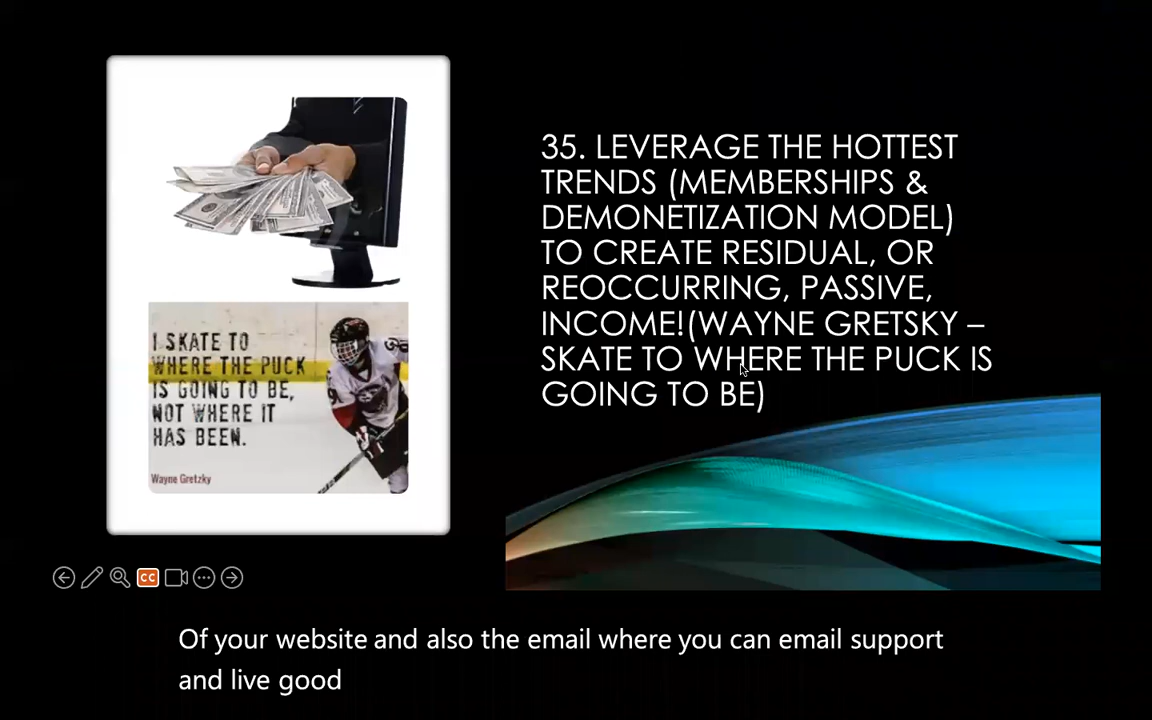 35. LEVERAGE THE HOTTEST
TRENDS (MEMBERSHIPS &
DEMONETIZATION MODEL)
TO CREATE RESIDUAL, OR
REOCCURRING, PASSIVE,
INCOME!(WAYNE GRETSKY –
SKATE TO WHERE THE PUCK IS
GOING TO BE)
I SKATE TO
WHERE THE PUCK
IS GOING TO BE,
NOT WHERE IT
HAS BEEN.
Wayne Gretzky
CC
Of your website and also the email where you can email support
and live good